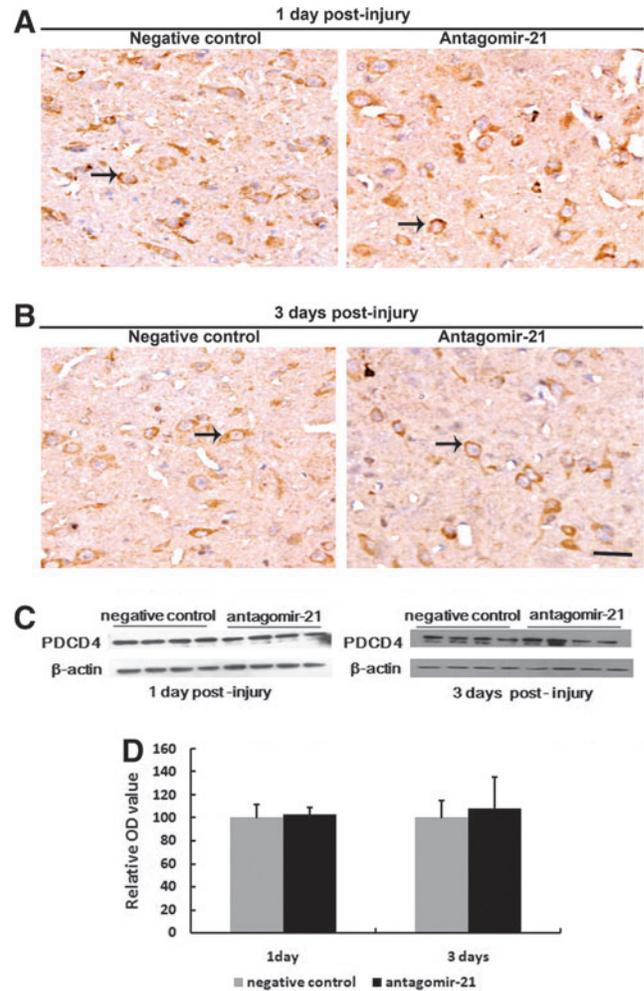 A
1 day post-injury
Negative control Antagomir-21
B
3 days post-injury
Negative control Antagomir-21
C
negative control antagomir-21
PDCD4
β-actin
1 day post-injury
negative control antagomir-21
PDCD4
β-actin
3 days post-injury
D
Relative OD value
160
140
120
100
80
60
40
20
0
1day 3 days
negative control antagomir-21